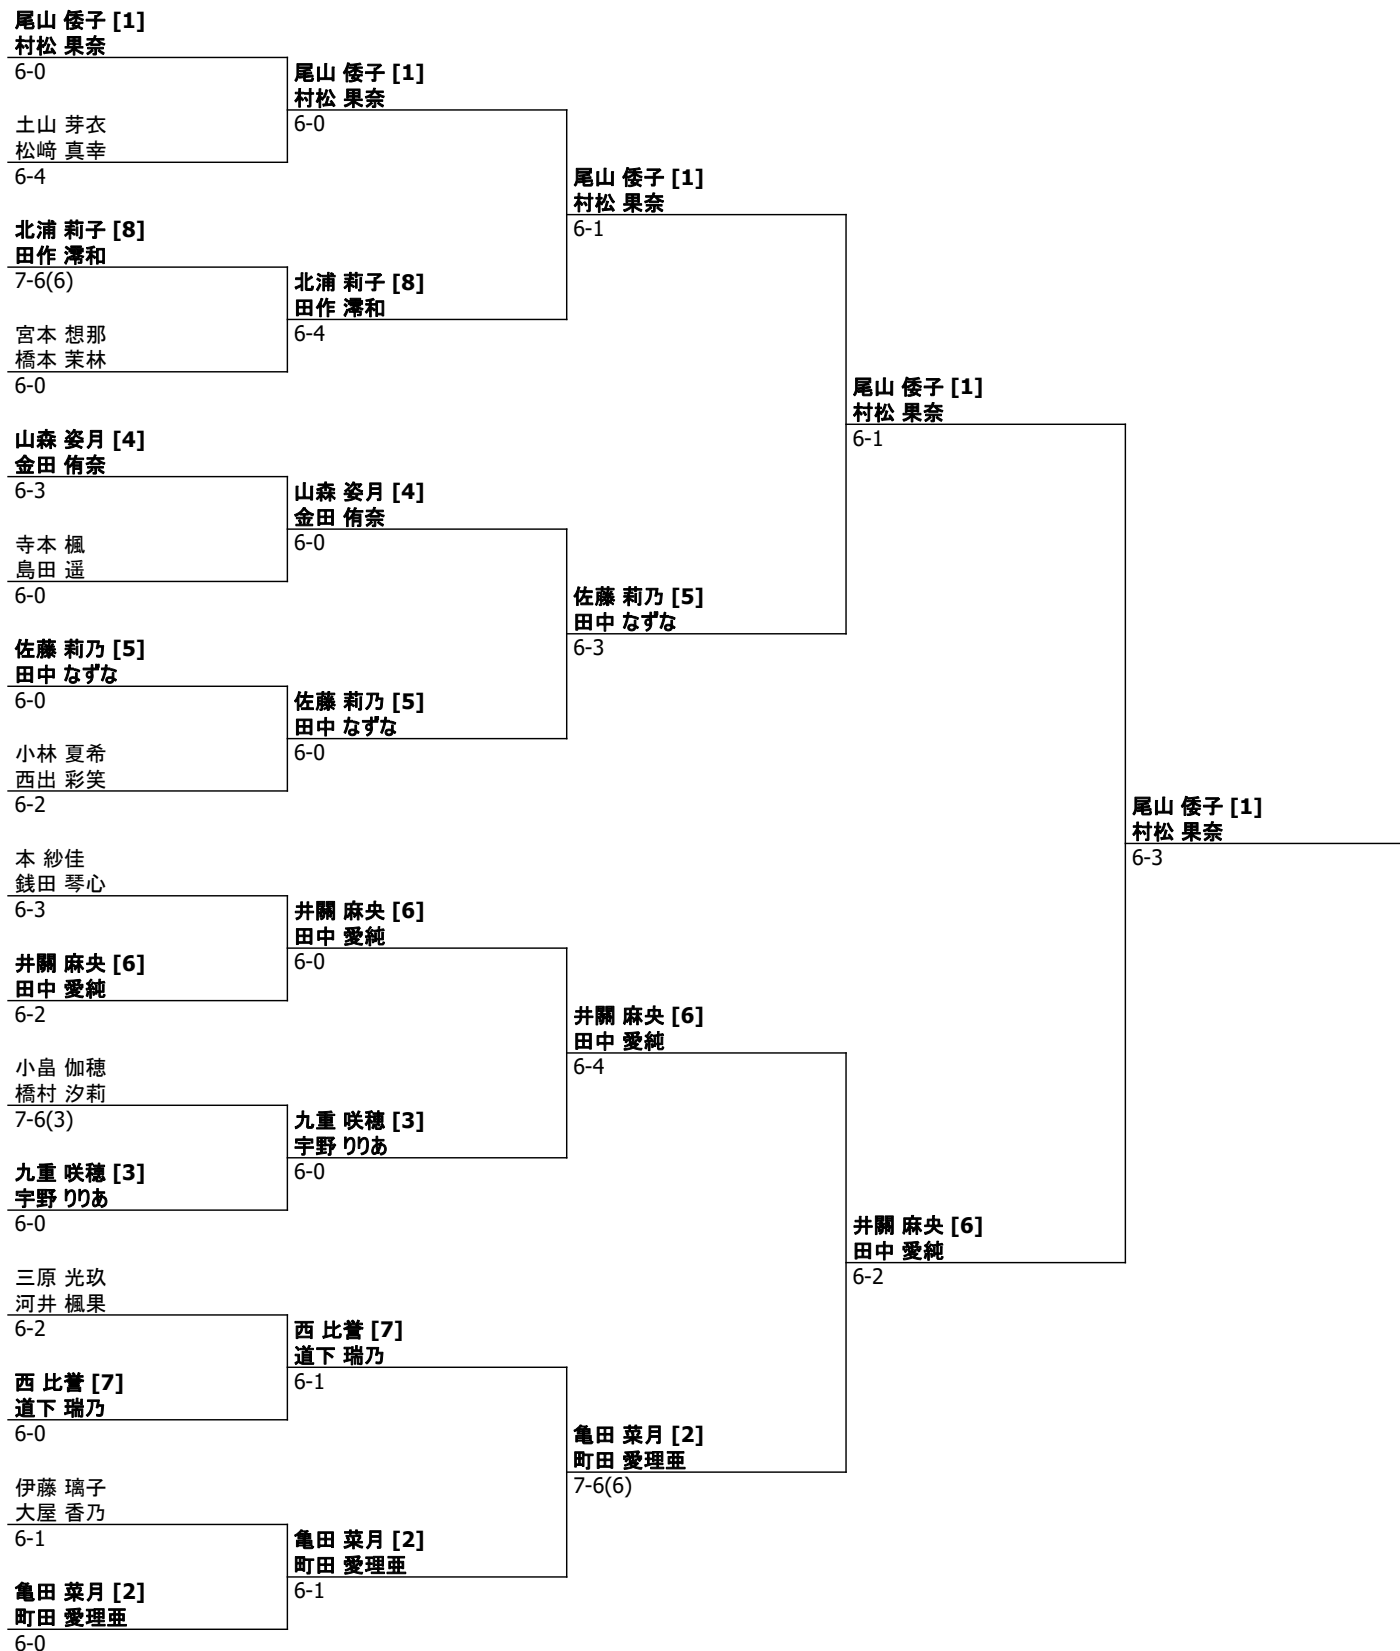 尾山 倭子 [1]
村松 果奈
6-0
土山 芽衣
松﨑 真幸
6-4
北浦 莉子 [8]
田作 澪和
7-6(6)
宮本 想那
橋本 茉林
6-0
山森 姿月 [4]
金田 侑奈
6-3
寺本 楓
島田 遥
6-0
佐藤 莉乃 [5]
田中 なずな
6-0
小林 夏希
西出 彩笑
6-2
本 紗佳
銭田 琴心
6-3
井關 麻央 [6]
田中 愛純
6-2
小畠 伽穂
橋村 汐莉
7-6(3)
九重 咲穂 [3]
宇野 りりあ
6-0
三原 光玖
河井 楓果
6-2
西 比誉 [7]
道下 瑞乃
6-0
伊藤 璃子
大屋 香乃
6-1
亀田 菜月 [2]
町田 愛理亜
6-0
尾山 倭子 [1]
村松 果奈
6-0
北浦 莉子 [8]
田作 澪和
6-4
山森 姿月 [4]
金田 侑奈
6-0
佐藤 莉乃 [5]
田中 なずな
6-0
井關 麻央 [6]
田中 愛純
6-0
九重 咲穂 [3]
宇野 りりあ
6-0
西 比誉 [7]
道下 瑞乃
6-1
亀田 菜月 [2]
町田 愛理亜
6-1
尾山 倭子 [1]
村松 果奈
6-1
佐藤 莉乃 [5]
田中 なずな
6-3
井關 麻央 [6]
田中 愛純
6-4
亀田 菜月 [2]
町田 愛理亜
7-6(6)
尾山 倭子 [1]
村松 果奈
6-1
井關 麻央 [6]
田中 愛純
6-2
尾山 倭子 [1]
村松 果奈
6-3